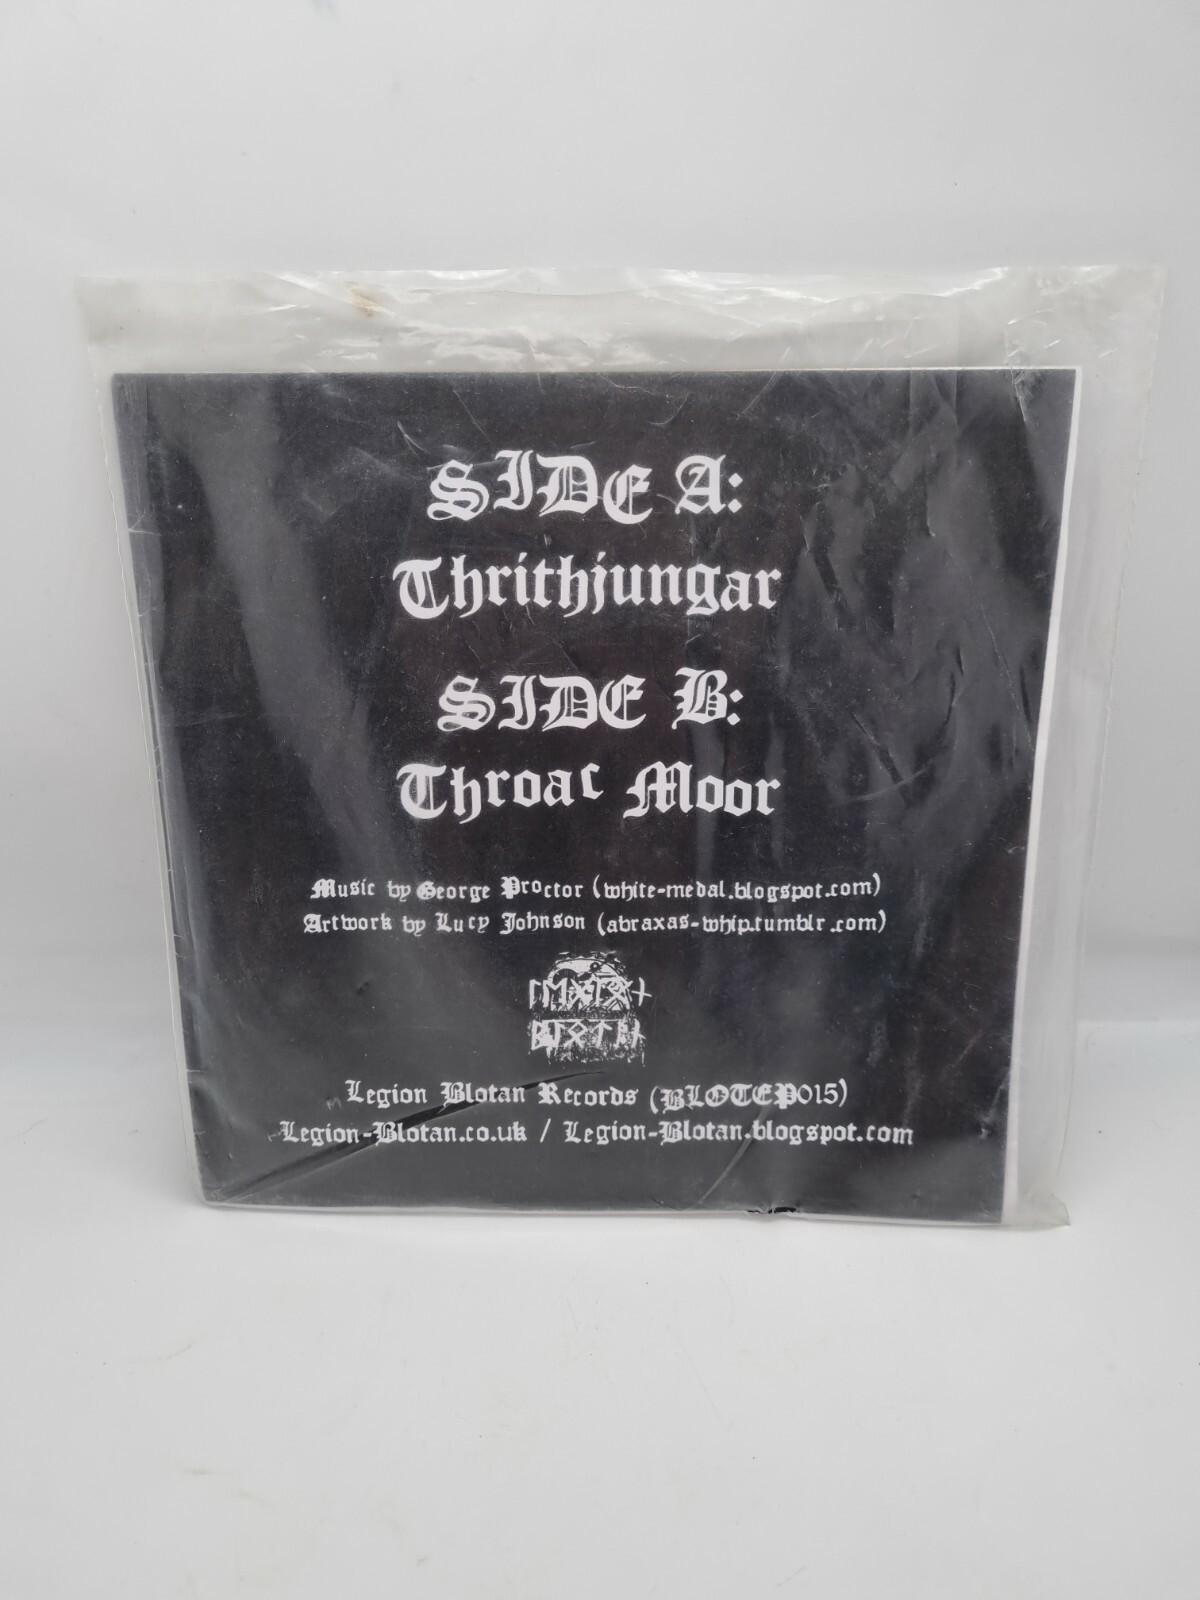 SIDE A:
Thrithjungar
SIDE B:
Throac Moor
Music by George Proctor (white-medal.blogspot.com)
Artwork by Lucy Johnson (abraxas-whip.tumblr.com)
Legion Blotan Records (BLOTEP015)
Legion-Blotan.co.uk / Legion-Blotan.blogspot.com